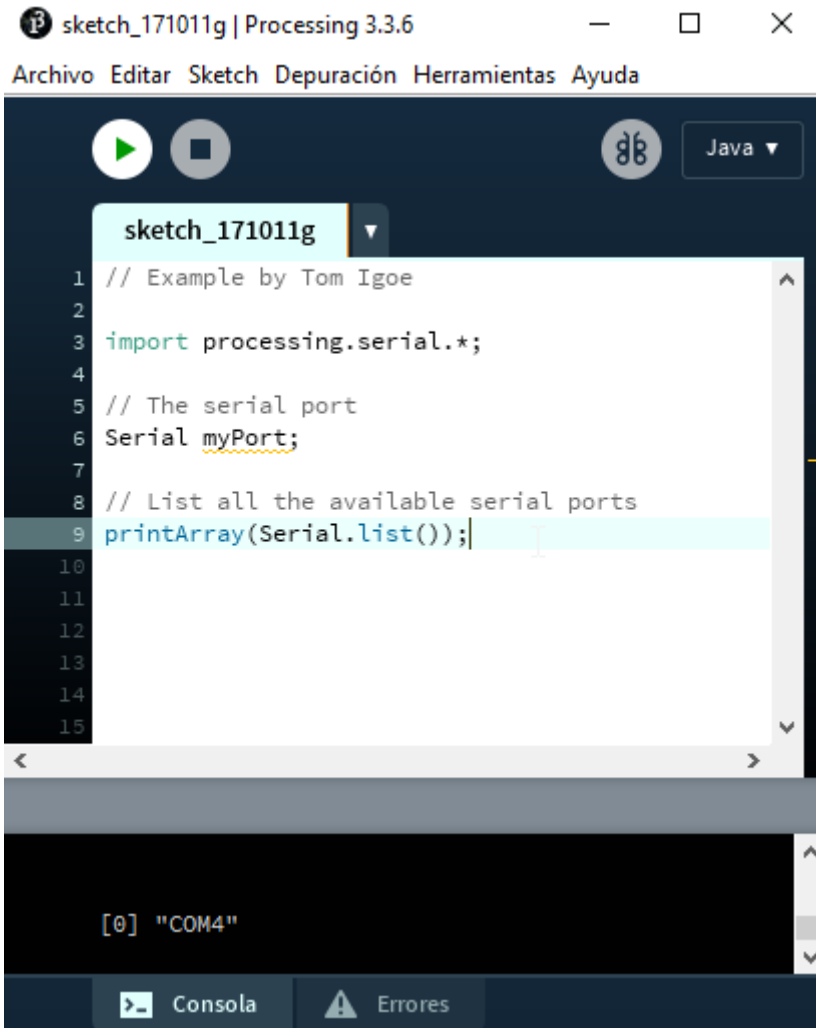 sketch_171011g | Processing 3.3.6
Archivo Editar Sketch Depuración Herramientas Ayuda
Java ▼
sketch_171011g ▼
1 // Example by Tom Igoe
2
3 import processing.serial.*;
4
5 // The serial port
6 Serial myPort;
7
8 // List all the available serial ports
9 printArray(Serial.list());
10
11
12
13
14
15
[0] "COM4"
Consola Errores